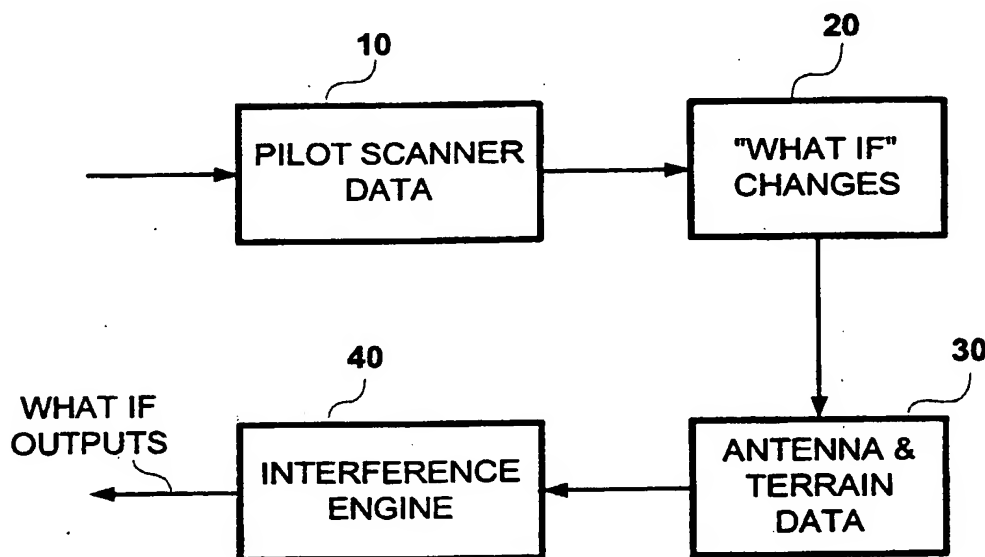 10
PILOT SCANNER
DATA
20
"WHAT IF"
CHANGES
30
ANTENNA &
TERRAIN
DATA
40
INTERFERENCE
ENGINE
WHAT IF
OUTPUTS